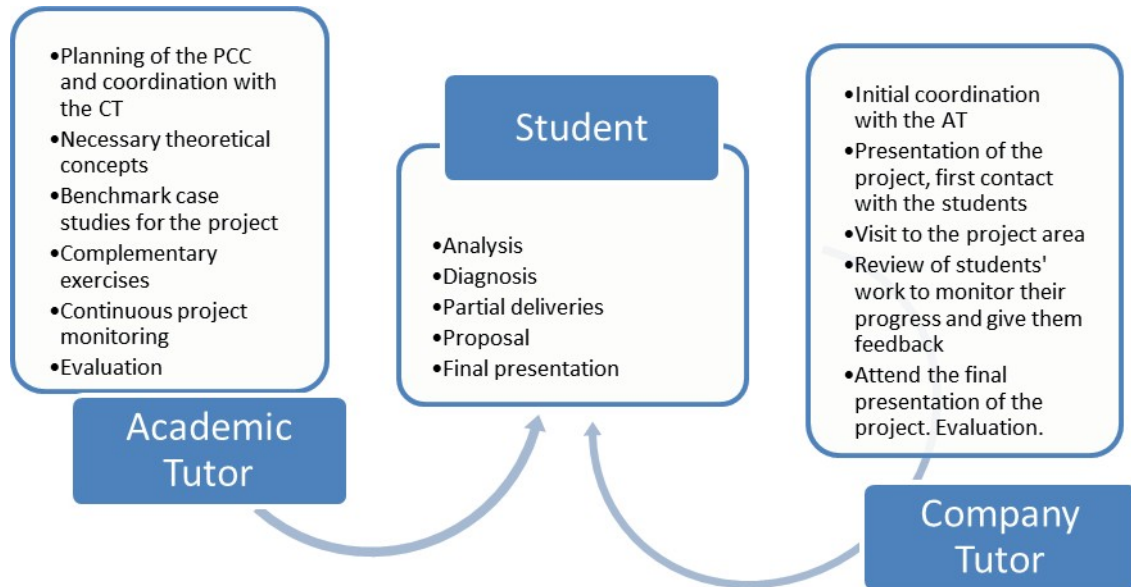 •Planning of the PCC
and coordination with
the CT
•Necessary theoretical
concepts
•Benchmark case
studies for the project
•Complementary
exercises
•Continuous project
monitoring
•Evaluation
Academic
Tutor
Student
•Analysis
•Diagnosis
•Partial deliveries
•Proposal
•Final presentation
•Initial coordination
with the AT
•Presentation of the
project, first contact
with the students
•Visit to the project area
•Review of students'
work to monitor their
progress and give them
feedback
•Attend the final
presentation of the
project. Evaluation.
Company
Tutor